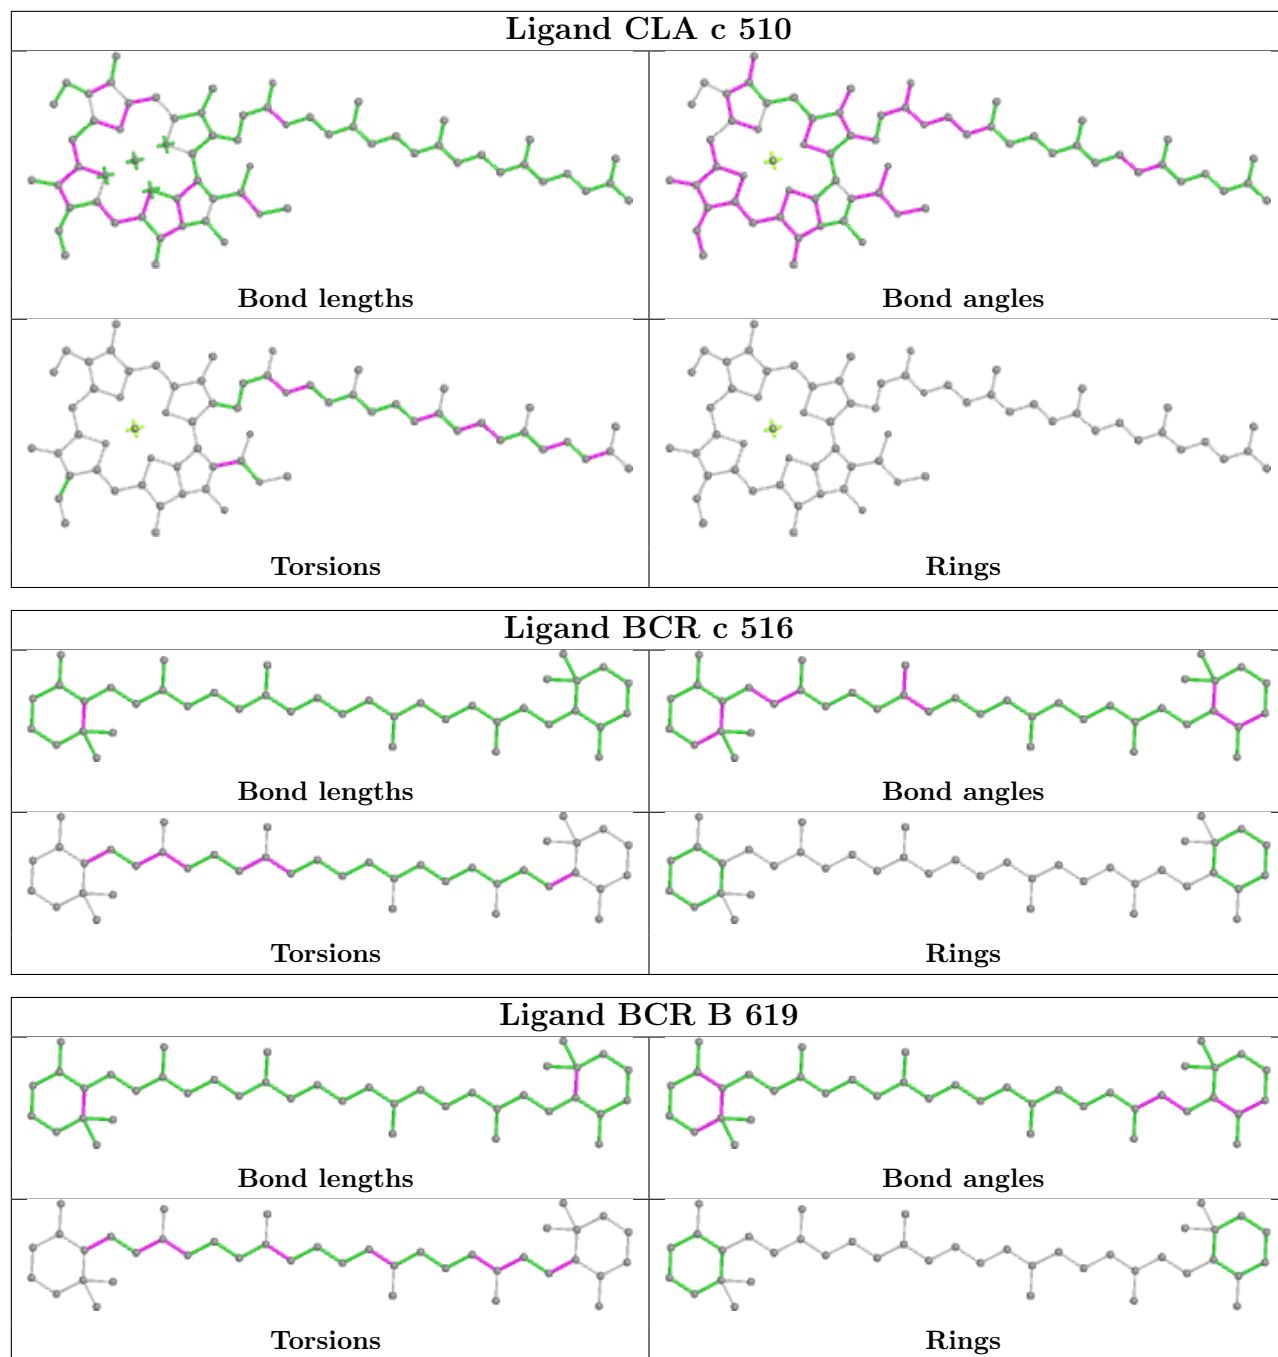 Ligand CLA c 510
Bond lengths
Bond angles
Torsions
Rings
Ligand BCR c 516
Bond lengths
Bond angles
Torsions
Rings
Ligand BCR B 619
Bond lengths
Bond angles
Torsions
Rings